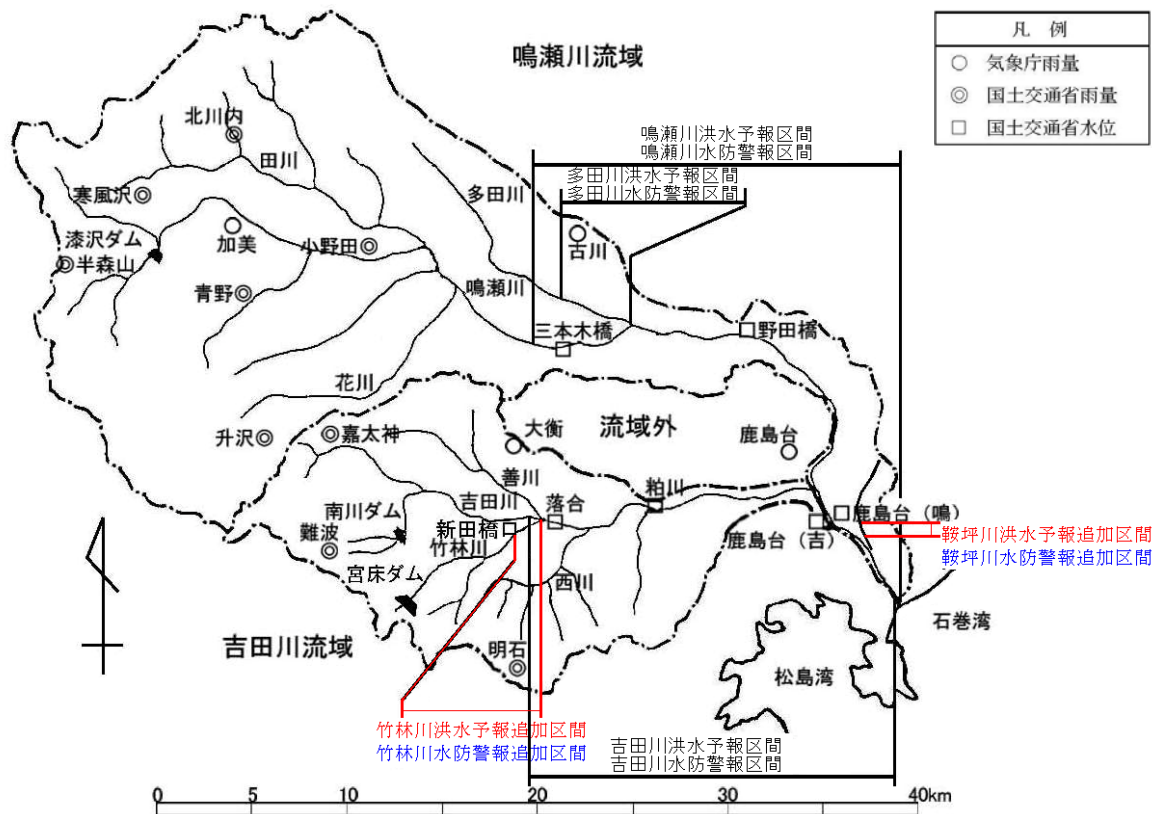 鳴瀬川流域
凡 例
気象庁雨量
国土交通省雨量
国土交通省水位
鳴瀬川洪水予報区間
鳴瀬川水防警報区間
多田川洪水予報区間
多田川水防警報区間
北川内
田川
多田川
寒風沢
加美
小野田
古川
漆沢ダム
半森山
青野
鳴瀬川
三本木橋
野田橋
花川
升沢
嘉太神
大衡
流域外
鹿島台
善川
吉田川
落合
粕川
南川ダム
新田橋
難波
竹林川
鹿島台(鳴)
鹿島台(吉)
鞍坪川洪水予報追加区間
鞍坪川水防警報追加区間
宮床ダム
西川
石巻湾
吉田川流域
明石
松島湾
竹林川洪水予報追加区間
竹林川水防警報追加区間
吉田川洪水予報区間
吉田川水防警報区間
0 5 10 20 30 40km